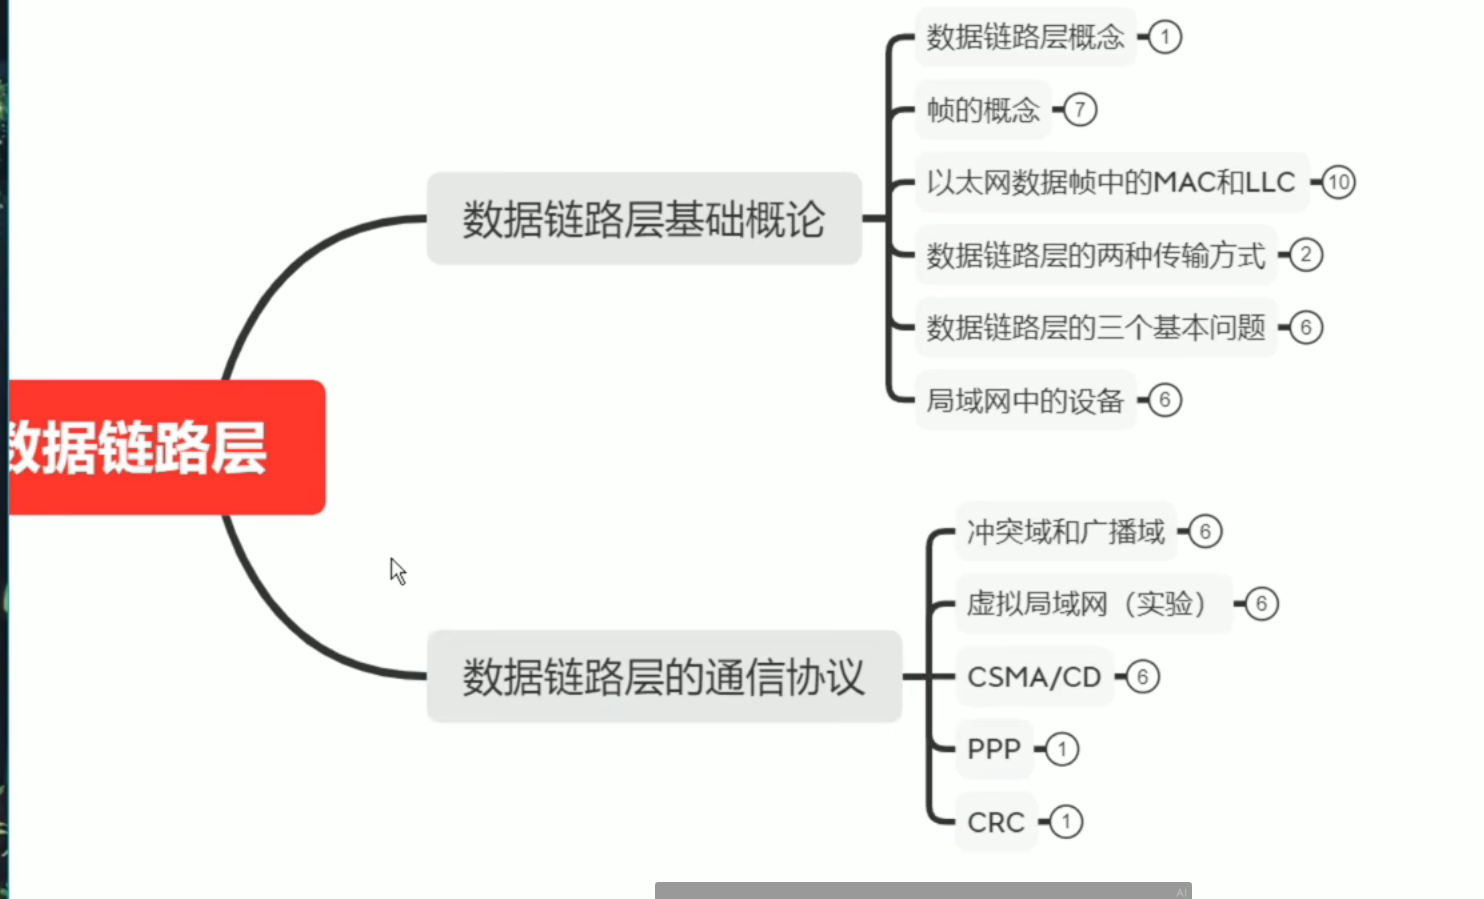 数据链路层
数据链路层基础概论
数据链路层概念 1
帧的概念 7
以太网数据帧中的MAC和LLC 10
数据链路层的两种传输方式 2
数据链路层的三个基本问题 6
局域网中的设备 6
数据链路层的通信协议
冲突域和广播域 6
虚拟局域网（实验） 6
CSMA/CD 6
PPP 1
CRC 1
AI